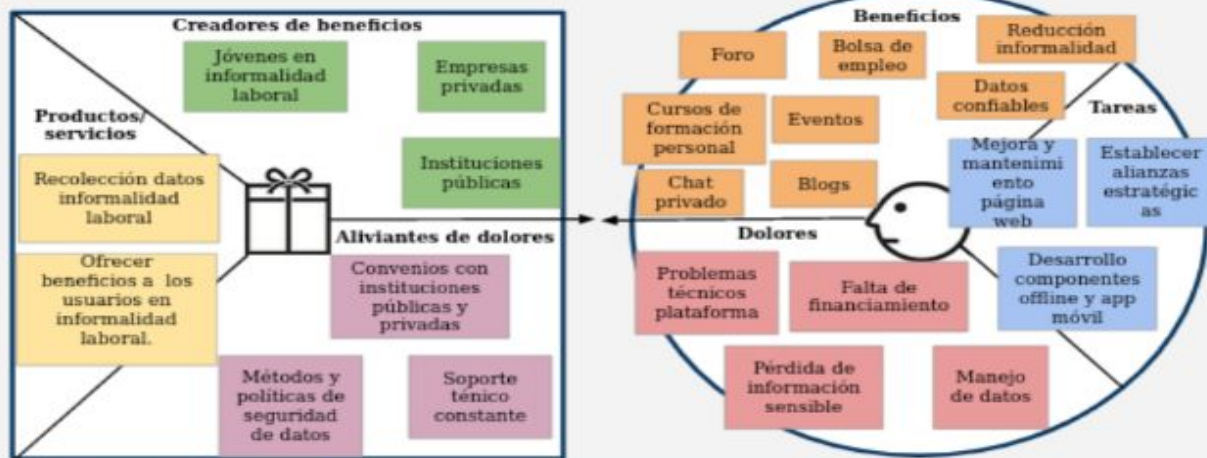 Creadores de beneficios
Jóvenes en
informalidad
laboral
Empresas
privadas
Instituciones
públicas
Productos/
servicios
Recolección datos
informalidad
laboral
Ofrecer
beneficios a los
usuarios en
informalidad
laboral.
Aliviantes de dolores
Convenios con
instituciones
públicas y
privadas
Métodos y
políticas de
seguridad
de datos
Soporte
ténico
constante
Beneficios
Foro
Bolsa de
empleo
Reducción
informalidad
Cursos de
formación
personal
Eventos
Datos
confiables
Chat
privado
Blogs
Tareas
Mejora y
mantenimi
ento
página
web
Establecer
alianzas
estratégic
as
Desarrollo
componentes
offline y app
móvil
Dolores
Problemas
técnicos
plataforma
Falta de
financiamiento
Pérdida de
información
sensible
Manejo
de datos